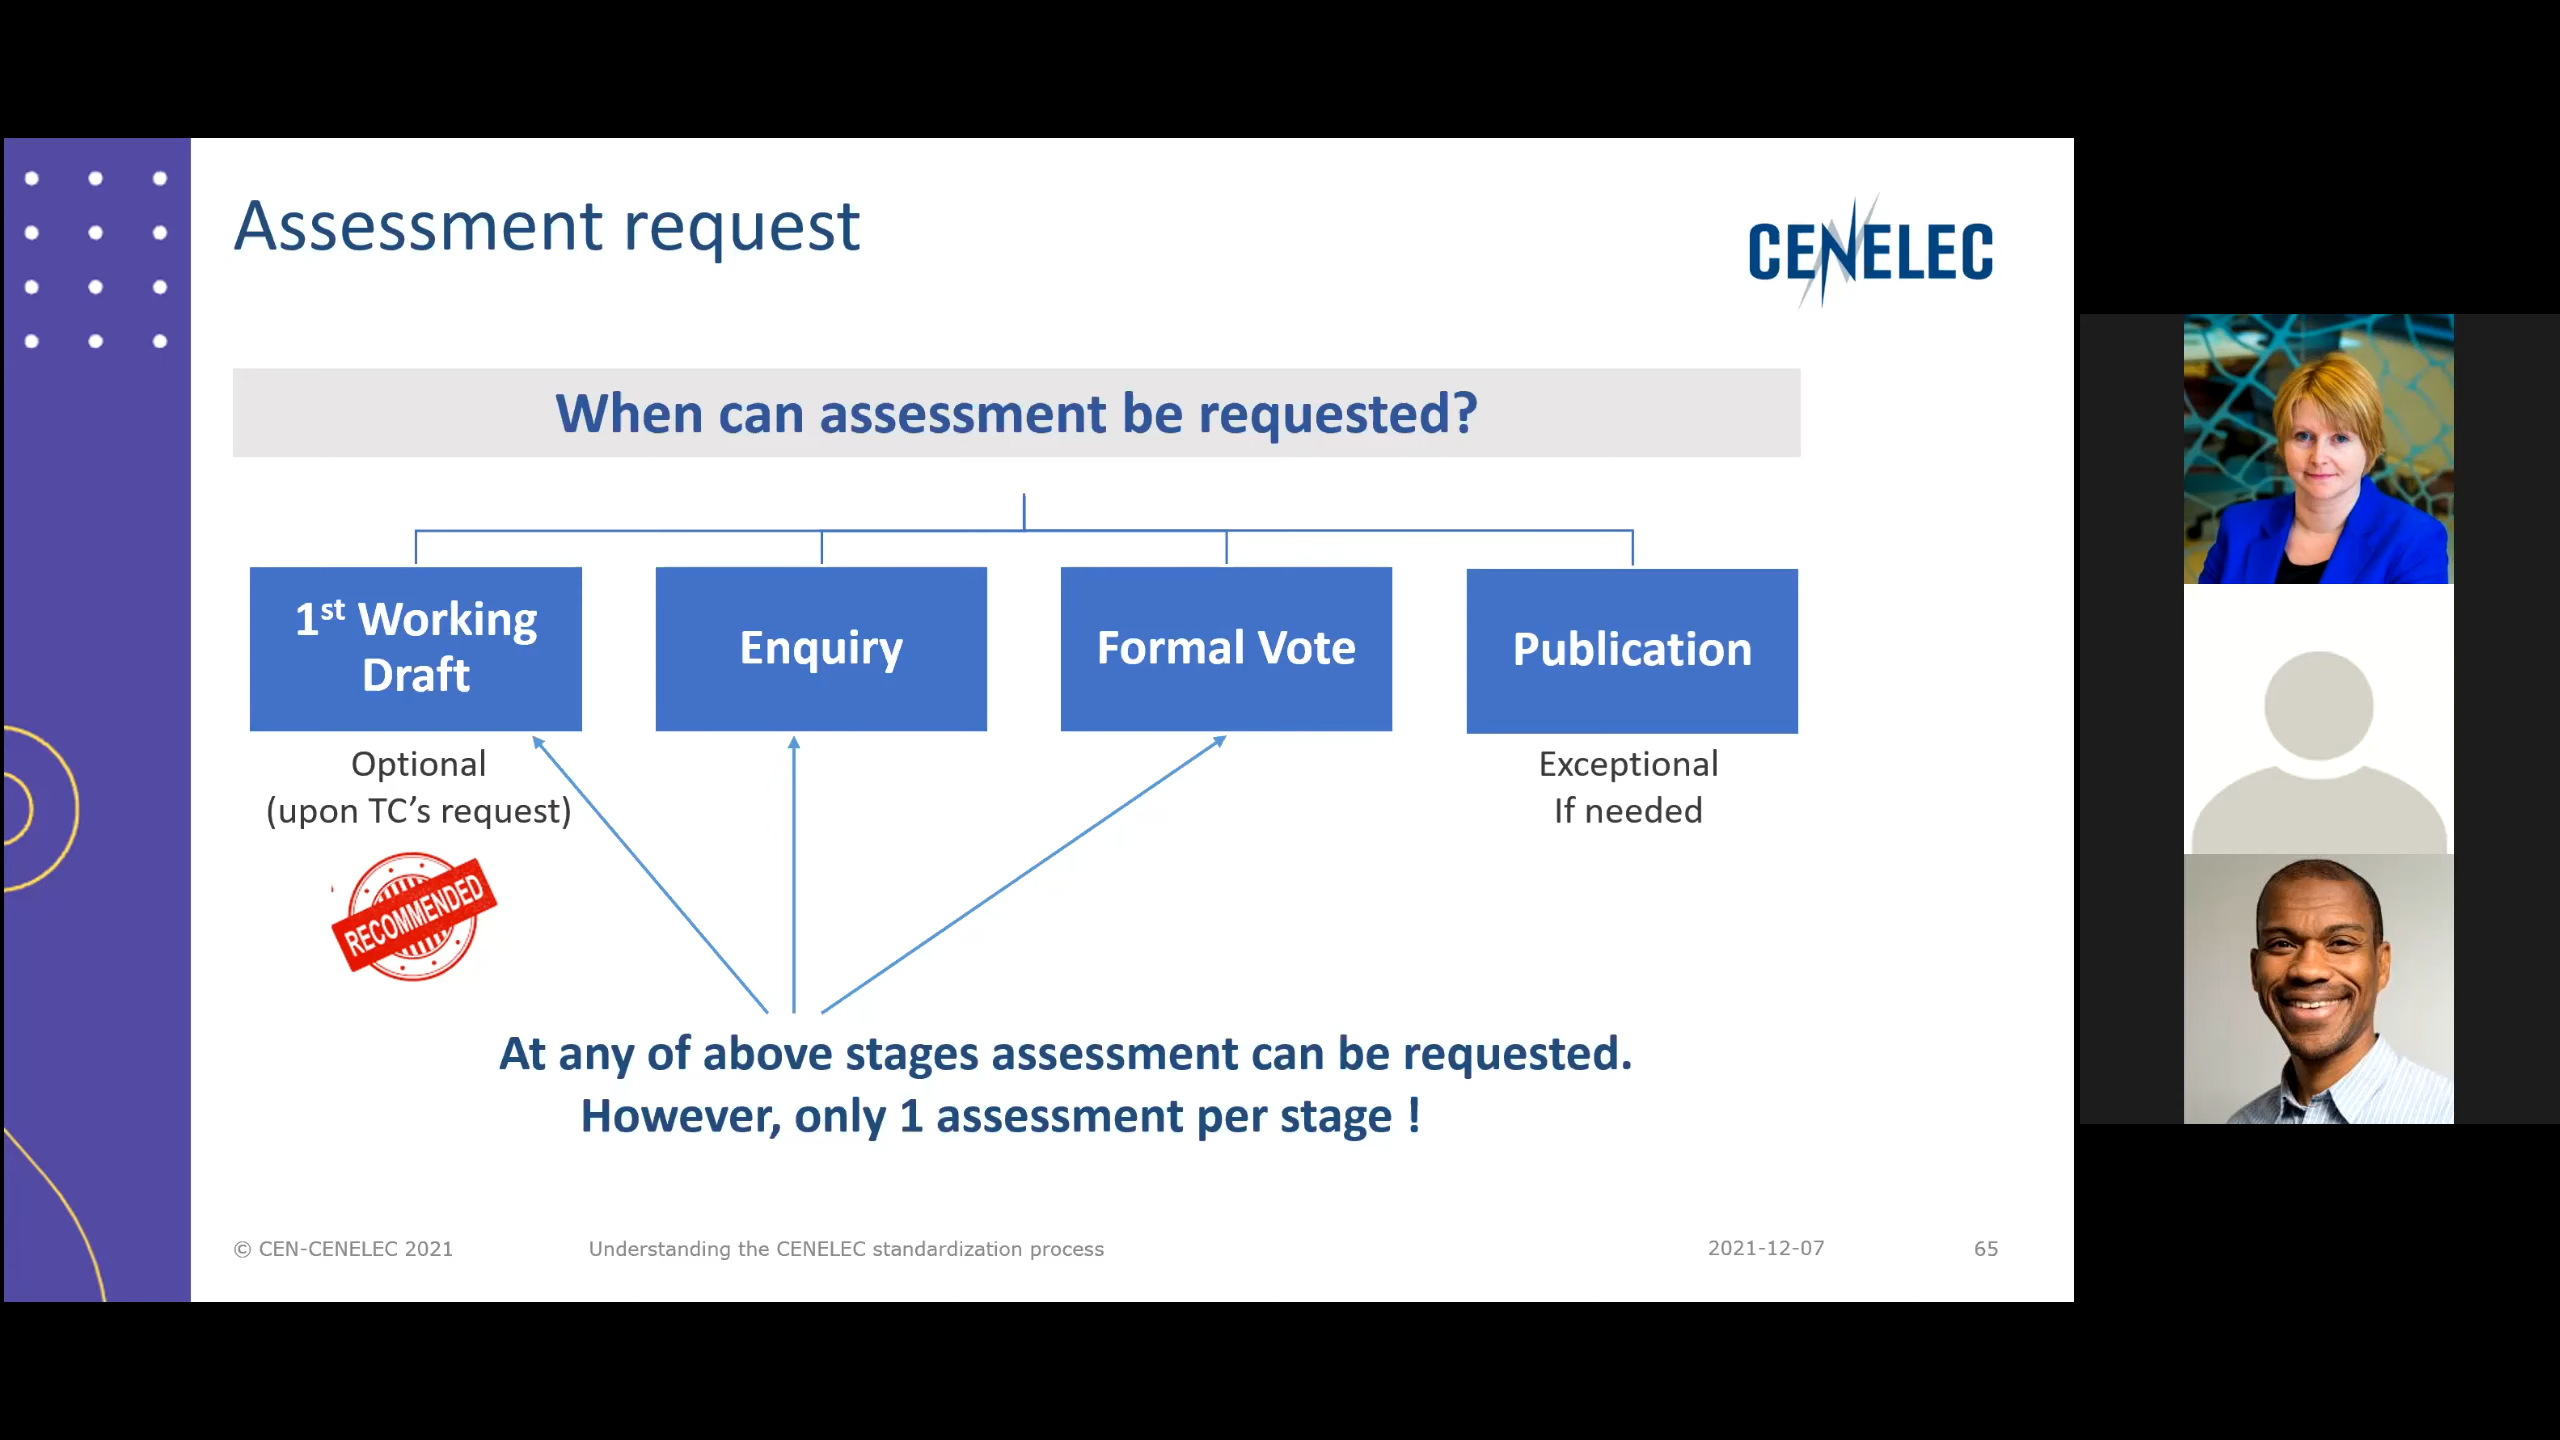 Assessment request
CENELEC
When can assessment be requested?
1st Working
Draft
Enquiry
Formal Vote
Publication
Optional
(upon TC’s request)
Exceptional
If needed
RECOMMENDED
At any of above stages assessment can be requested.
However, only 1 assessment per stage !
© CEN-CENELEC 2021
Understanding the CENELEC standardization process
2021-12-07
65